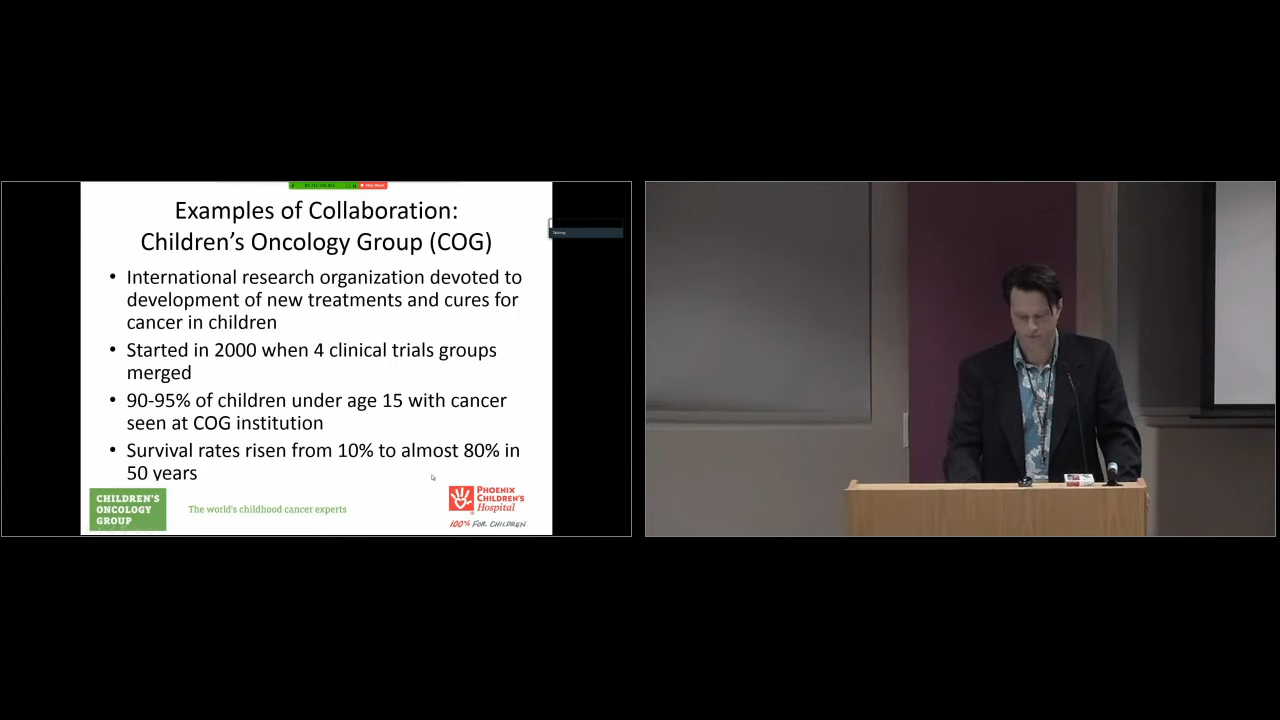 Examples of Collaboration:
Children's Oncology Group (COG)
• International research organization devoted to
development of new treatments and cures for
cancer in children
• Started in 2000 when 4 clinical trials groups
merged
• 90-95% of children under age 15 with cancer
seen at COG institution
• Survival rates risen from 10% to almost 80% in
50 years
CHILDREN'S
ONCOLOGY
GROUP
The world's childhood cancer experts
PHOENIX
CHILDREN'S
Hospital
100% FOR CHILDREN
Talking: